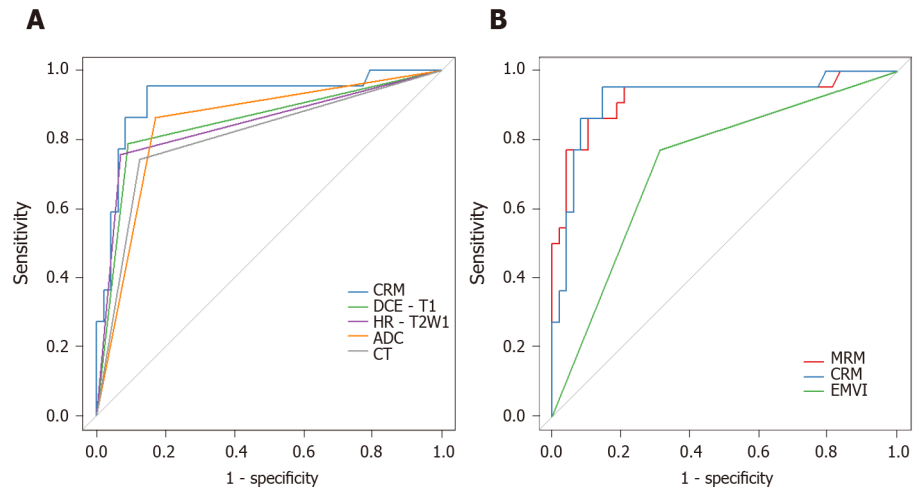 A
1.0
0.8
0.6
0.4
0.2
0.0
Sensitivity
CRM
DCE - T1
HR - T2W1
ADC
CT
0.0 0.2 0.4 0.6 0.8 1.0
1 - specificity
B
1.0
0.8
0.6
0.4
0.2
0.0
Sensitivity
MRM
CRM
EMVI
0.0 0.2 0.4 0.6 0.8 1.0
1 - specificity